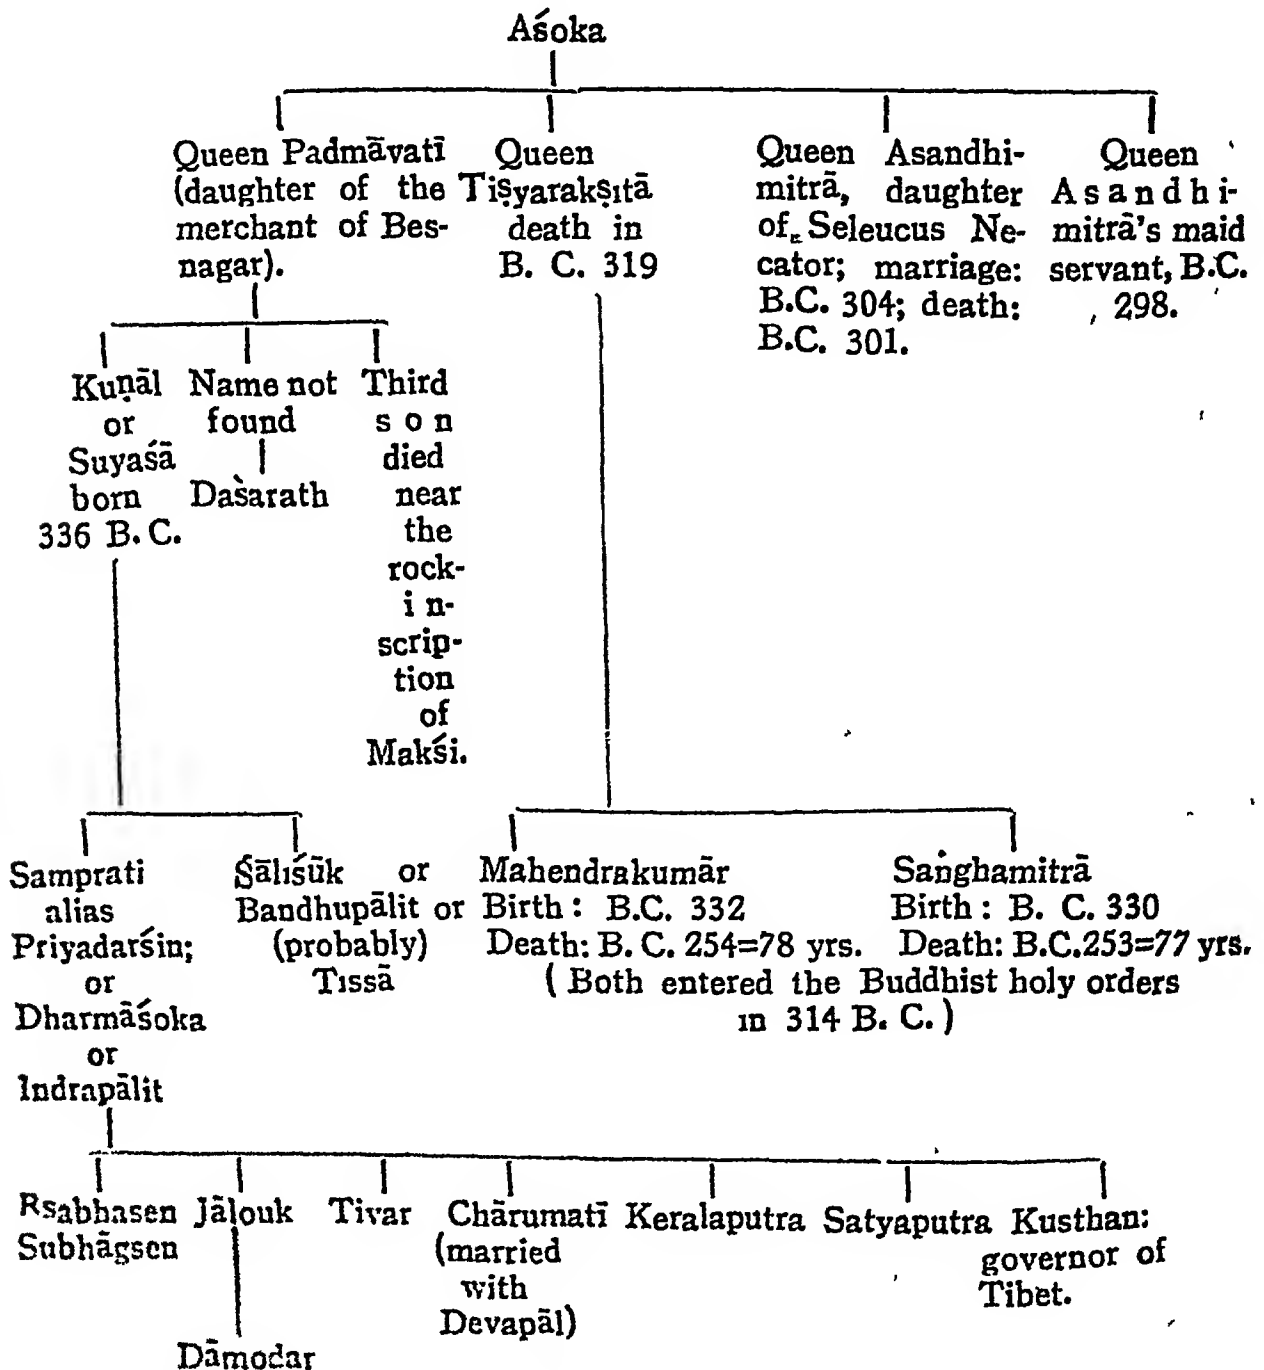 Aśoka
Queen Padmāvatī
(daughter of the
merchant of Bes-
nagar).
Queen
Tiṣyarakṣıtā
death in
B. C. 319
Queen Asandhi-
mitrā, daughter
of Seleucus Ne-
cator; marriage:
B.C. 304; death:
B.C. 301.
Queen
Asandhi-
mitrā's maid
servant, B.C.
298.
Kuṇāl
or
Suyaśā
born
336 B. C.
Name not
found
Daṡarath
Third
son
died
near
the
rock-
in-
scrip-
tion
of
Makśi.
Samprati
alias
Priyadarśin;
or
Dharmāśoka
or
Indrapālit
Śālıśūk or
Bandhupālit or
(probably)
Tıssā
Mahendrakumār
Birth : B.C. 332
Death: B. C. 254=78 yrs.
Saṅghamitrā
Birth : B. C. 330
Death: B.C.253=77 yrs.
( Both entered the Buddhist holy orders
ın 314 B. C. )
Rsabhasen
Subhāgsen
Jālouk
Tivar
Chārumatī
(married
with
Devapāl)
Keralaputra
Satyaputra
Kusthan:
governor of
Tibet.
Dāmodar